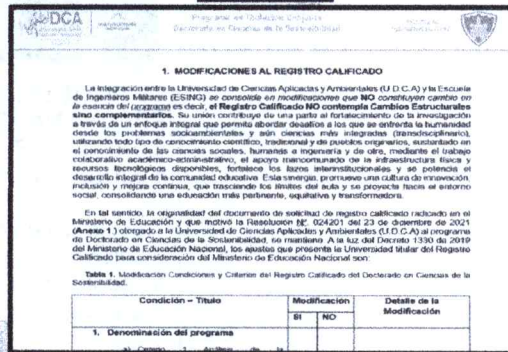 UDCA
Programa en Titulación Conjunta
Doctorado en Ciencias de la Sostenibilidad
1. MODIFICACIONES AL REGISTRO CALIFICADO
La integración entre la Universidad de Ciencias Aplicadas y Ambientales (U.D.C.A) y la Escuela
de Ingenieros Militares (ESING) se consolida en modificaciones que NO constituyen cambio en
la esencia del programa es decir, el Registro Calificado NO contempla Cambios Estructurales
sino complementarios. Su unión contribuye de una parte al fortalecimiento de la investigación
a través de un enfoque integral que permita abordar desafíos a los que se enfrenta la humanidad
desde los problemas socioambientales y aún ciencias más integradas (transdisciplinario),
utilizando todo tipo de conocimiento científico, tradicional y de pueblos originarios, sustentado en
el conocimiento de las ciencias sociales, humanas e ingeniería y de otra, mediante el trabajo
colaborativo académico-administrativo, el apoyo mancomunado de la infraestructura física y
recursos tecnológicos disponibles, fortalece los lazos interinstitucionales y se potencia el
desarrollo integral de la comunidad educativa. Esta sinergia, promueve una cultura de innovación,
inclusión y mejora continua, que trasciende los límites del aula y se proyecta hacia el entorno
social, consolidando una educación más pertinente, equitativa y transformadora.
En tal sentido, la originalidad del documento de solicitud de registro calificado radicado en el
Ministerio de Educación y que motivó la Resolución Nº. 024201 del 23 de diciembre de 2021
(Anexo 1.) otorgado a la Universidad de Ciencias Aplicadas y Ambientales (U.D.C.A) al programa
de Doctorado en Ciencias de la Sostenibilidad, se mantiene. A la luz del Decreto 1330 de 2019
del Ministerio de Educación Nacional, los ajustes que presenta la Universidad titular del Registro
Calificado para consideración del Ministerio de Educación Nacional son:
Tabla 1. Modificación Condiciones y Criterios del Registro Calificado del Doctorado en Ciencias de la
Sostenibilidad.
Condición – Título Modificación Detalle de la
Modificación
SI NO
1. Denominación del programa
a) Criterio 1. Análisis de la